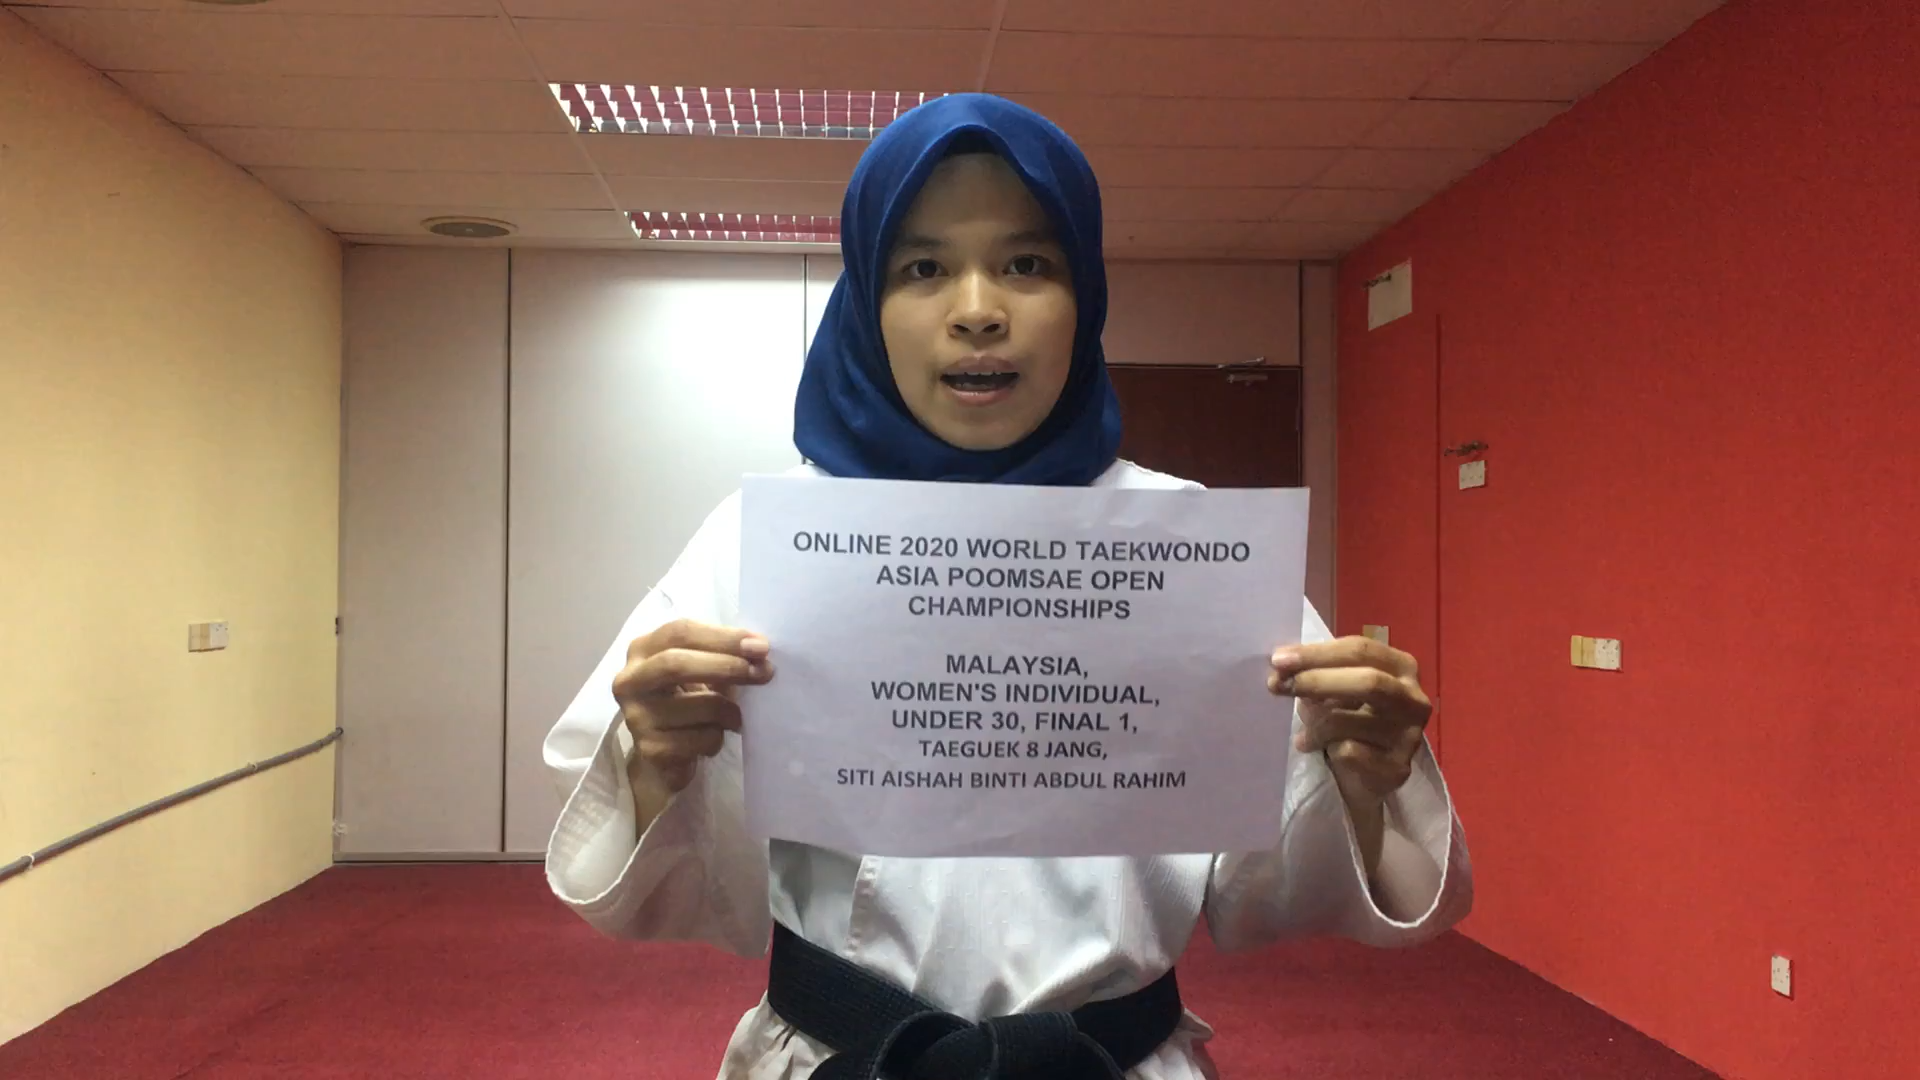 ONLINE 2020 WORLD TAEKWONDO
ASIA POOMSAE OPEN
CHAMPIONSHIPS
MALAYSIA,
WOMEN'S INDIVIDUAL,
UNDER 30, FINAL 1,
TAEGUEK 8 JANG,
SITI AISHAH BINTI ABDUL RAHIM